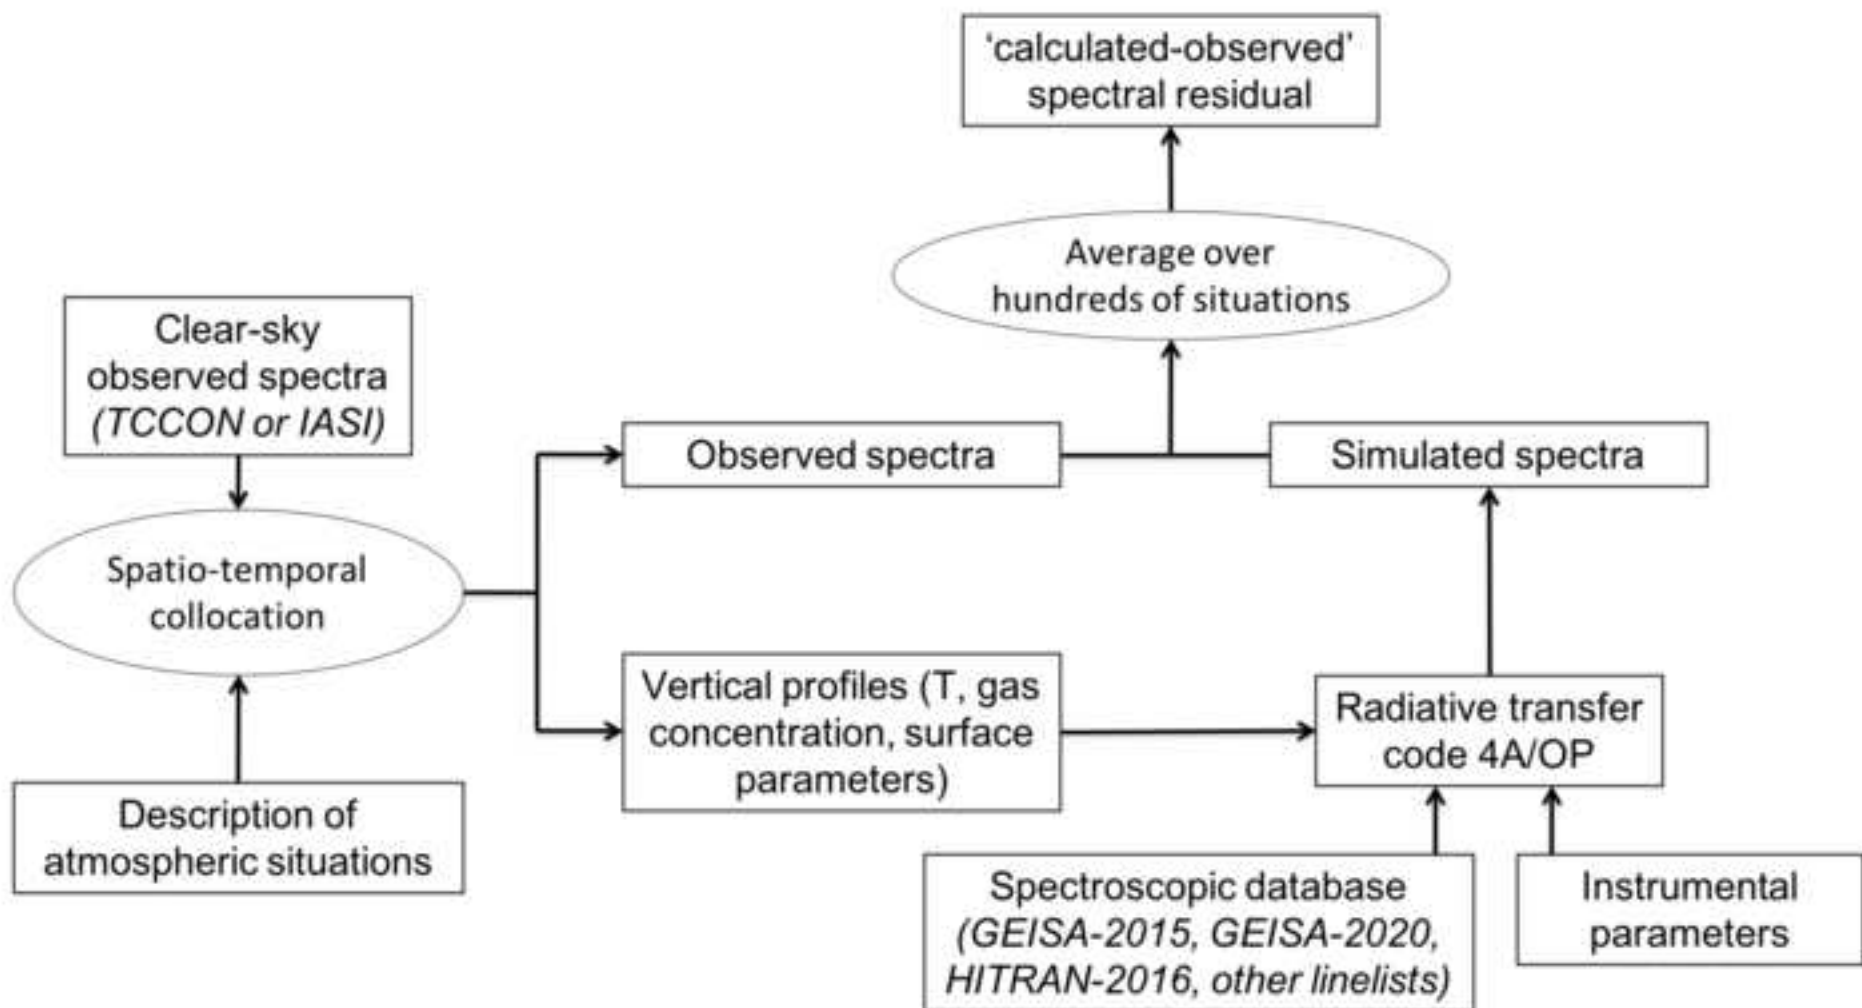 'calculated-observed'
spectral residual
Average over
hundreds of situations
Clear-sky
observed spectra
(TCCON or IASI)
Observed spectra
Simulated spectra
Spatio-temporal
collocation
Vertical profiles (T, gas
concentration, surface
parameters)
Radiative transfer
code 4A/OP
Description of
atmospheric situations
Spectroscopic database
(GEISA-2015, GEISA-2020,
HITRAN-2016, other linelists)
Instrumental
parameters